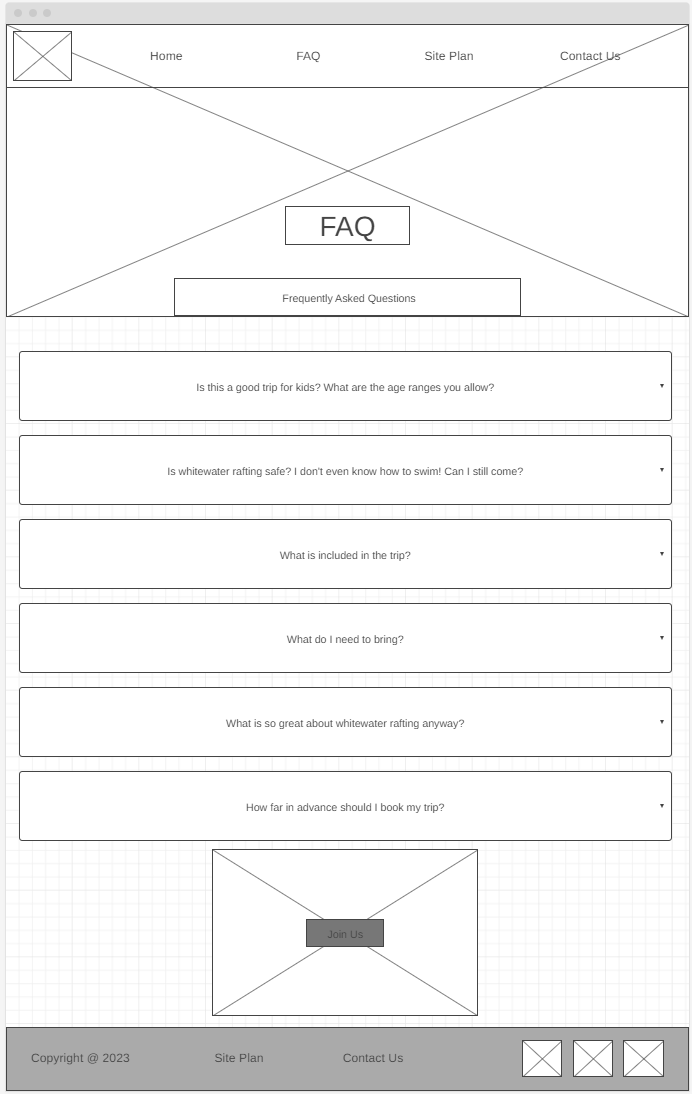 Home FAQ Site Plan Contact Us
FAQ
Frequently Asked Questions
Is this a good trip for kids? What are the age ranges you allow?
Is whitewater rafting safe? I don't even know how to swim! Can I still come?
What is included in the trip?
What do I need to bring?
What is so great about whitewater rafting anyway?
How far in advance should I book my trip?
Join Us
Copyright @ 2023 Site Plan Contact Us